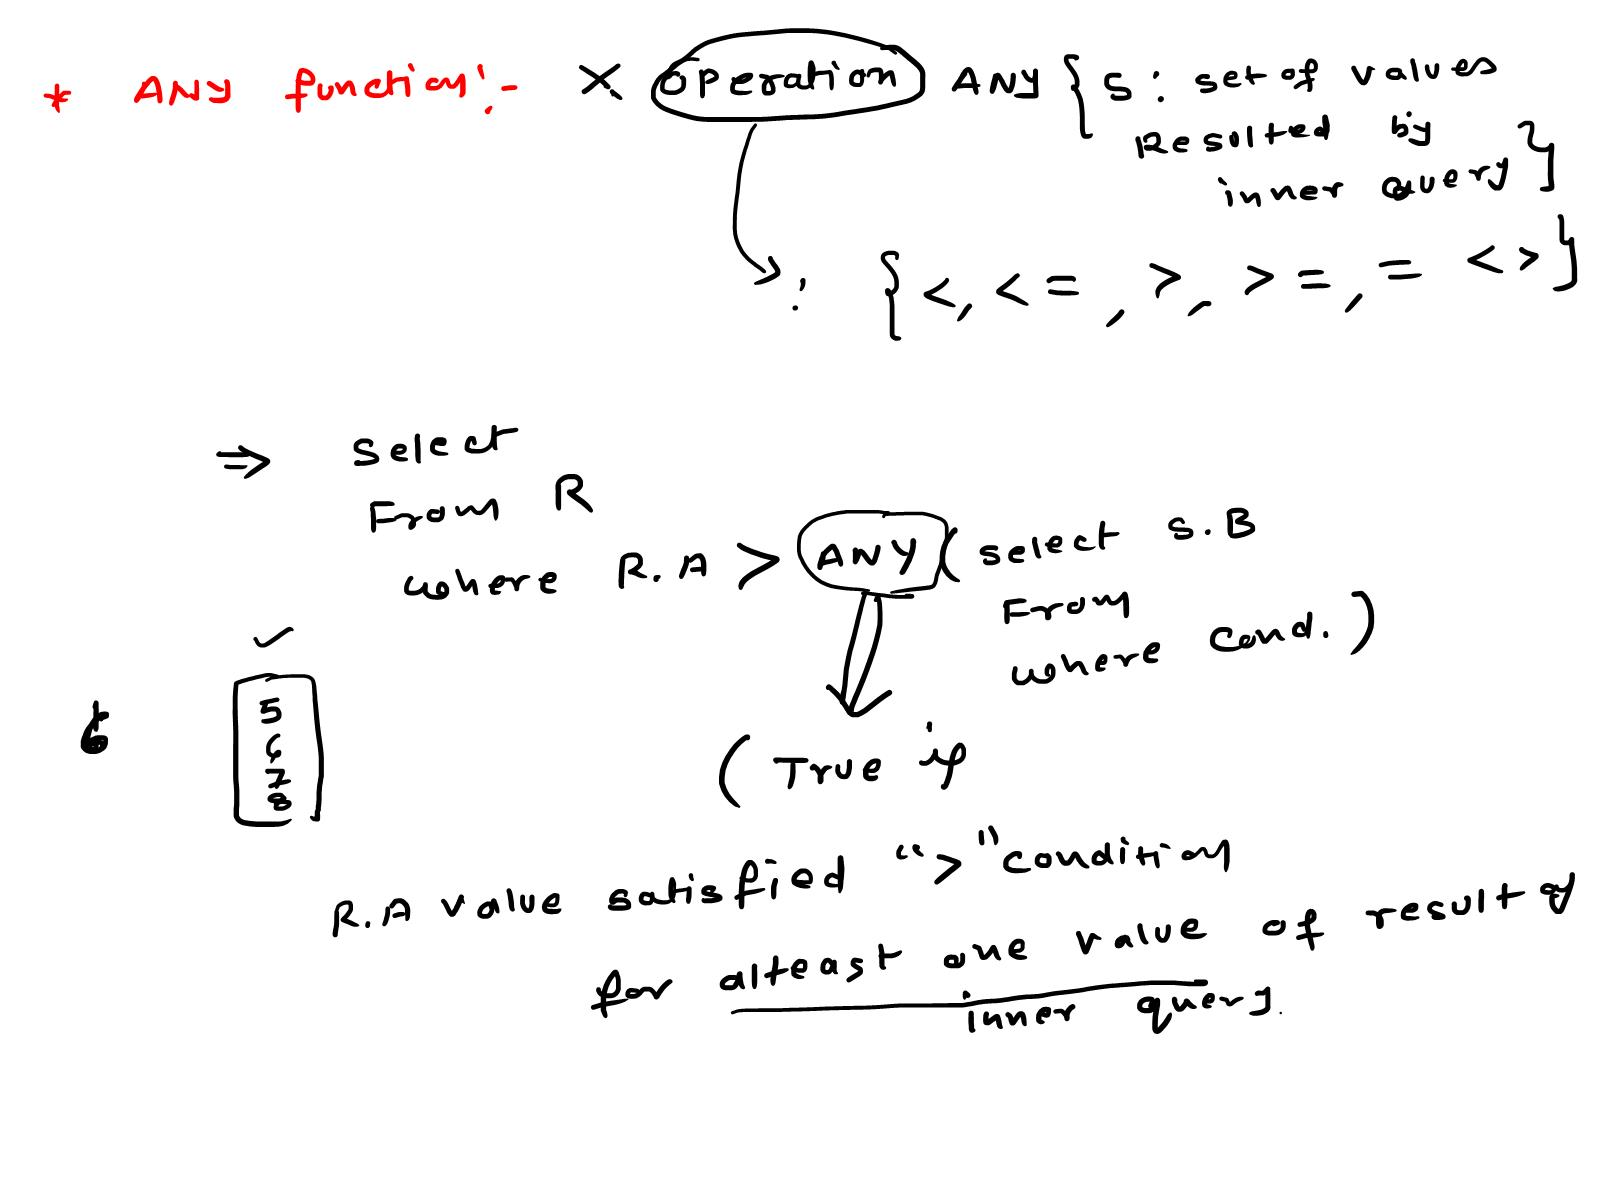 * ANY function:- X operation ANY { S: set of values
Resulted by
inner query }
: { <, <=, >, >=, = <> }
⇒ Select
From R
where R.A > ANY (select S.B
From
where cond.)
✓
6
5
6
7
8
(True if
R.A value satisfied ">" condition
for alteast one value of result of
inner query.